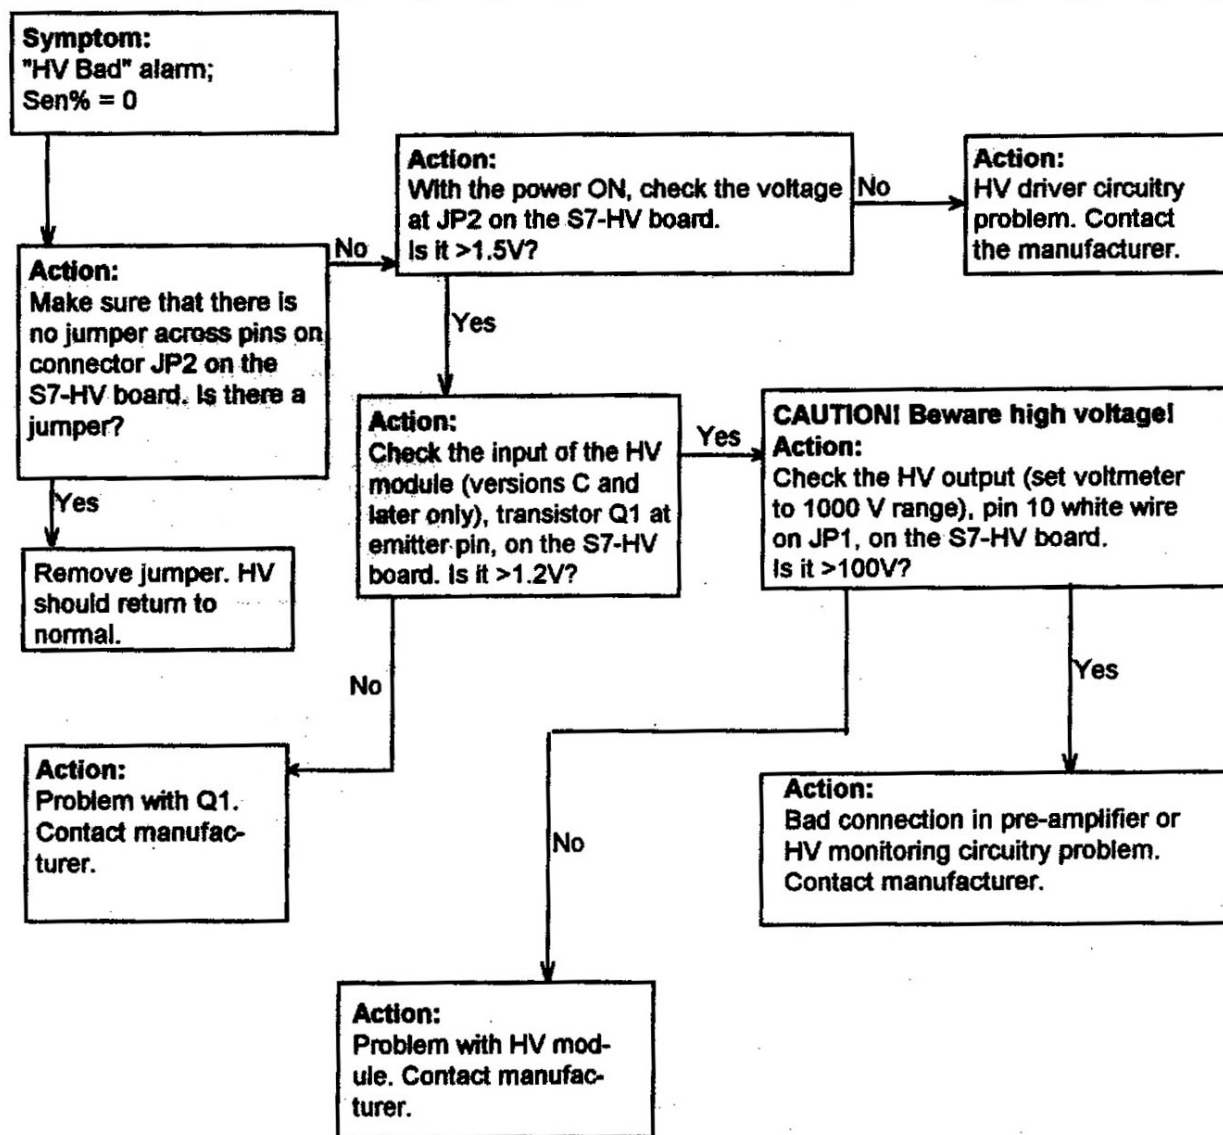 Symptom:
"HV Bad" alarm;
Sen% = 0
Action:
Make sure that there is
no jumper across pins on
connector JP2 on the
S7-HV board. Is there a
jumper?
No
Yes
Remove jumper. HV
should return to
normal.
Action:
With the power ON, check the voltage
at JP2 on the S7-HV board.
Is it >1.5V?
No
Yes
Action:
HV driver circuitry
problem. Contact
the manufacturer.
Action:
Check the input of the HV
module (versions C and
later only), transistor Q1 at
emitter pin, on the S7-HV
board. Is it >1.2V?
Yes
No
CAUTION! Beware high voltage!
Action:
Check the HV output (set voltmeter
to 1000 V range), pin 10 white wire
on JP1, on the S7-HV board.
Is it >100V?
Yes
No
Action:
Problem with Q1.
Contact manufac-
turer.
Action:
Bad connection in pre-amplifier or
HV monitoring circuitry problem.
Contact manufacturer.
Action:
Problem with HV mod-
ule. Contact manufac-
turer.